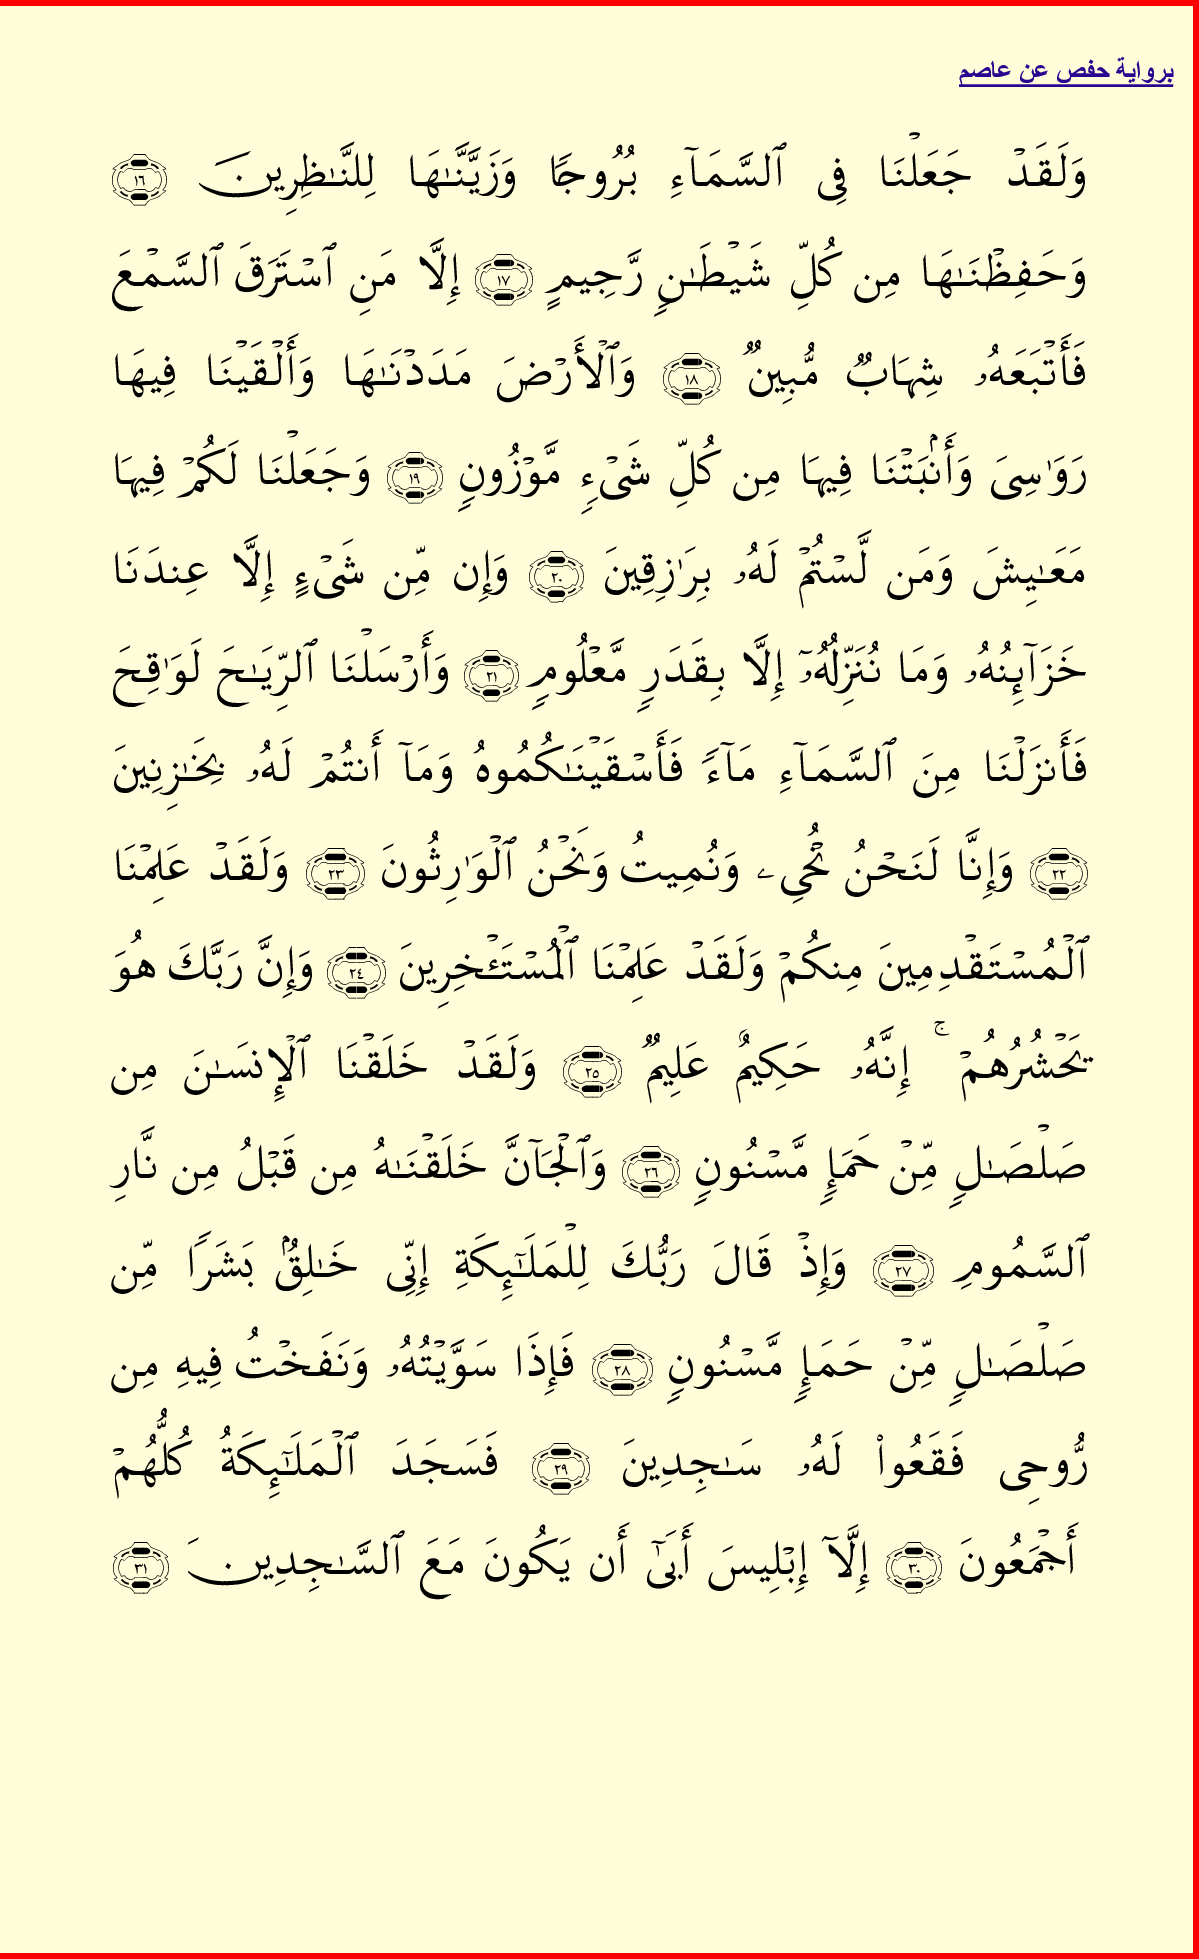 برواية حفص عن عاصم
وَلَقَدۡ جَعَلۡنَا فِى ٱلسَّمَآءِ بُرُوجًا وَزَيَّنَّـٰهَا لِلنَّـٰظِرِينَ ١٦
وَحَفِظۡنَـٰهَا مِن كُلِّ شَيۡطَـٰنٍ رَّجِيمٍ ١٧ إِلَّا مَنِ ٱسۡتَرَقَ ٱلسَّمۡعَ
فَأَتۡبَعَهُۥ شِهَابٌ مُّبِينٌ ١٨ وَٱلۡأَرۡضَ مَدَدۡنَـٰهَا وَأَلۡقَيۡنَا فِيهَا
رَوَٰسِىَ وَأَنۢبَتۡنَا فِيهَا مِن كُلِّ شَىۡءٍ مَّوۡزُونٍ ١٩ وَجَعَلۡنَا لَكُمۡ فِيهَا
مَعَـٰيِشَ وَمَن لَّسۡتُمۡ لَهُۥ بِرَٰزِقِينَ ٢٠ وَإِن مِّن شَىۡءٍ إِلَّا عِندَنَا
خَزَآئِنُهُۥ وَمَا نُنَزِّلُهُۥٓ إِلَّا بِقَدَرٍ مَّعۡلُومٍ ٢١ وَأَرۡسَلۡنَا ٱلرِّيَـٰحَ لَوَٰقِحَ
فَأَنزَلۡنَا مِنَ ٱلسَّمَآءِ مَآءً فَأَسۡقَيۡنَـٰكُمُوهُ وَمَآ أَنتُمۡ لَهُۥ بِخَـٰزِنِينَ
٢٢ وَإِنَّا لَنَحۡنُ نُحۡىِۦ وَنُمِيتُ وَنَحۡنُ ٱلۡوَٰرِثُونَ ٢٣ وَلَقَدۡ عَلِمۡنَا
ٱلۡمُسۡتَقۡدِمِينَ مِنكُمۡ وَلَقَدۡ عَلِمۡنَا ٱلۡمُسۡتَـٔۡخِرِينَ ٢٤ وَإِنَّ رَبَّكَ هُوَ
يَحۡشُرُهُمۡ ۚ إِنَّهُۥ حَكِيمٌ عَلِيمٌ ٢٥ وَلَقَدۡ خَلَقۡنَا ٱلۡإِنسَـٰنَ مِن
صَلۡصَـٰلٍ مِّنۡ حَمَإٍ مَّسۡنُونٍ ٢٦ وَٱلۡجَآنَّ خَلَقۡنَـٰهُ مِن قَبۡلُ مِن نَّارِ
ٱلسَّمُومِ ٢٧ وَإِذۡ قَالَ رَبُّكَ لِلۡمَلَـٰٓئِكَةِ إِنِّى خَـٰلِقٌۢ بَشَرًا مِّن
صَلۡصَـٰلٍ مِّنۡ حَمَإٍ مَّسۡنُونٍ ٢٨ فَإِذَا سَوَّيۡتُهُۥ وَنَفَخۡتُ فِيهِ مِن
رُّوحِى فَقَعُوا۟ لَهُۥ سَـٰجِدِينَ ٢٩ فَسَجَدَ ٱلۡمَلَـٰٓئِكَةُ كُلُّهُمۡ
أَجۡمَعُونَ ٣٠ إِلَّآ إِبۡلِيسَ أَبَىٰٓ أَن يَكُونَ مَعَ ٱلسَّـٰجِدِينَ ٣١